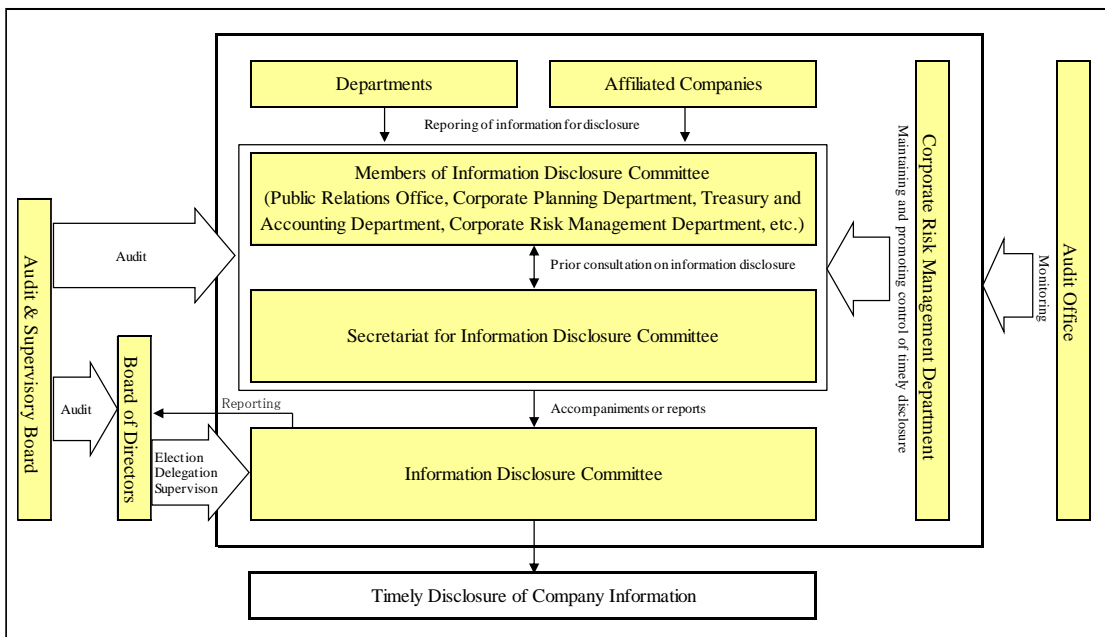 Departments
Affiliated Companies
Reporing of information for disclosure
Members of Information Disclosure Committee
(Public Relations Office, Corporate Planning Department, Treasury and
Accounting Department, Corporate Risk Management Department, etc.)
Prior consultation on information disclosure
Secretariat for Information Disclosure Committee
Accompaniments or reports
Information Disclosure Committee
Timely Disclosure of Company Information
Audit & Supervisory Board
Audit
Audit
Board of Directors
Reporting
Election
Delegation
Supervison
Maintaining and promoting control of timely disclosure
Corporate Risk Management Department
Monitoring
Audit Office